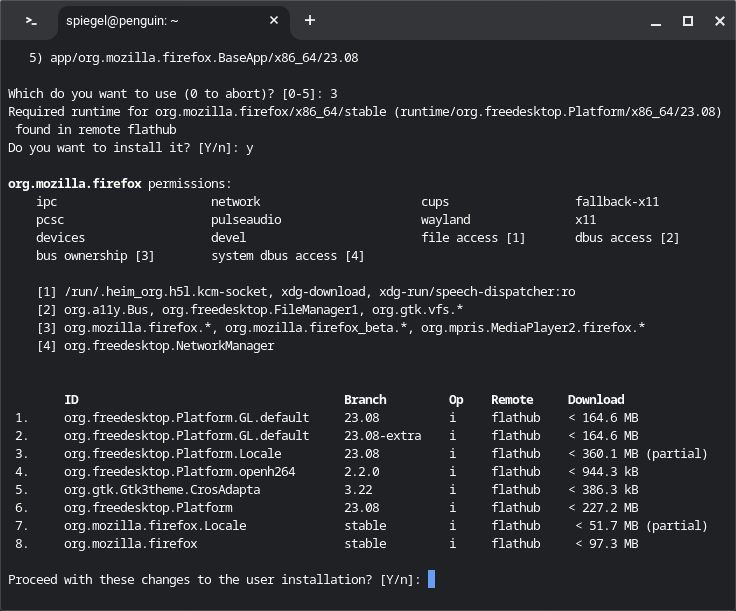 spiegel@penguin: ~
5) app/org.mozilla.firefox.BaseApp/x86_64/23.08
Which do you want to use (0 to abort)? [0-5]: 3
Required runtime for org.mozilla.firefox/x86_64/stable (runtime/org.freedesktop.Platform/x86_64/23.08)
found in remote flathub
Do you want to install it? [Y/n]: y
org.mozilla.firefox permissions:
ipc network cups fallback-x11
pcsc pulseaudio wayland x11
devices devel file access [1] dbus access [2]
bus ownership [3] system dbus access [4]
[1] /run/.heim_org.h5l.kcm-socket, xdg-download, xdg-run/speech-dispatcher:ro
[2] org.a11y.Bus, org.freedesktop.FileManager1, org.gtk.vfs.*
[3] org.mozilla.firefox.*, org.mozilla.firefox_beta.*, org.mpris.MediaPlayer2.firefox.*
[4] org.freedesktop.NetworkManager
ID Branch Op Remote Download
1. org.freedesktop.Platform.GL.default 23.08 i flathub < 164.6 MB
2. org.freedesktop.Platform.GL.default 23.08-extra i flathub < 164.6 MB
3. org.freedesktop.Platform.Locale 23.08 i flathub < 360.1 MB (partial)
4. org.freedesktop.Platform.openh264 2.2.0 i flathub < 944.3 kB
5. org.gtk.Gtk3theme.CrosAdapta 3.22 i flathub < 386.3 kB
6. org.freedesktop.Platform 23.08 i flathub < 227.2 MB
7. org.mozilla.firefox.Locale stable i flathub < 51.7 MB (partial)
8. org.mozilla.firefox stable i flathub < 97.3 MB
Proceed with these changes to the user installation? [Y/n]: